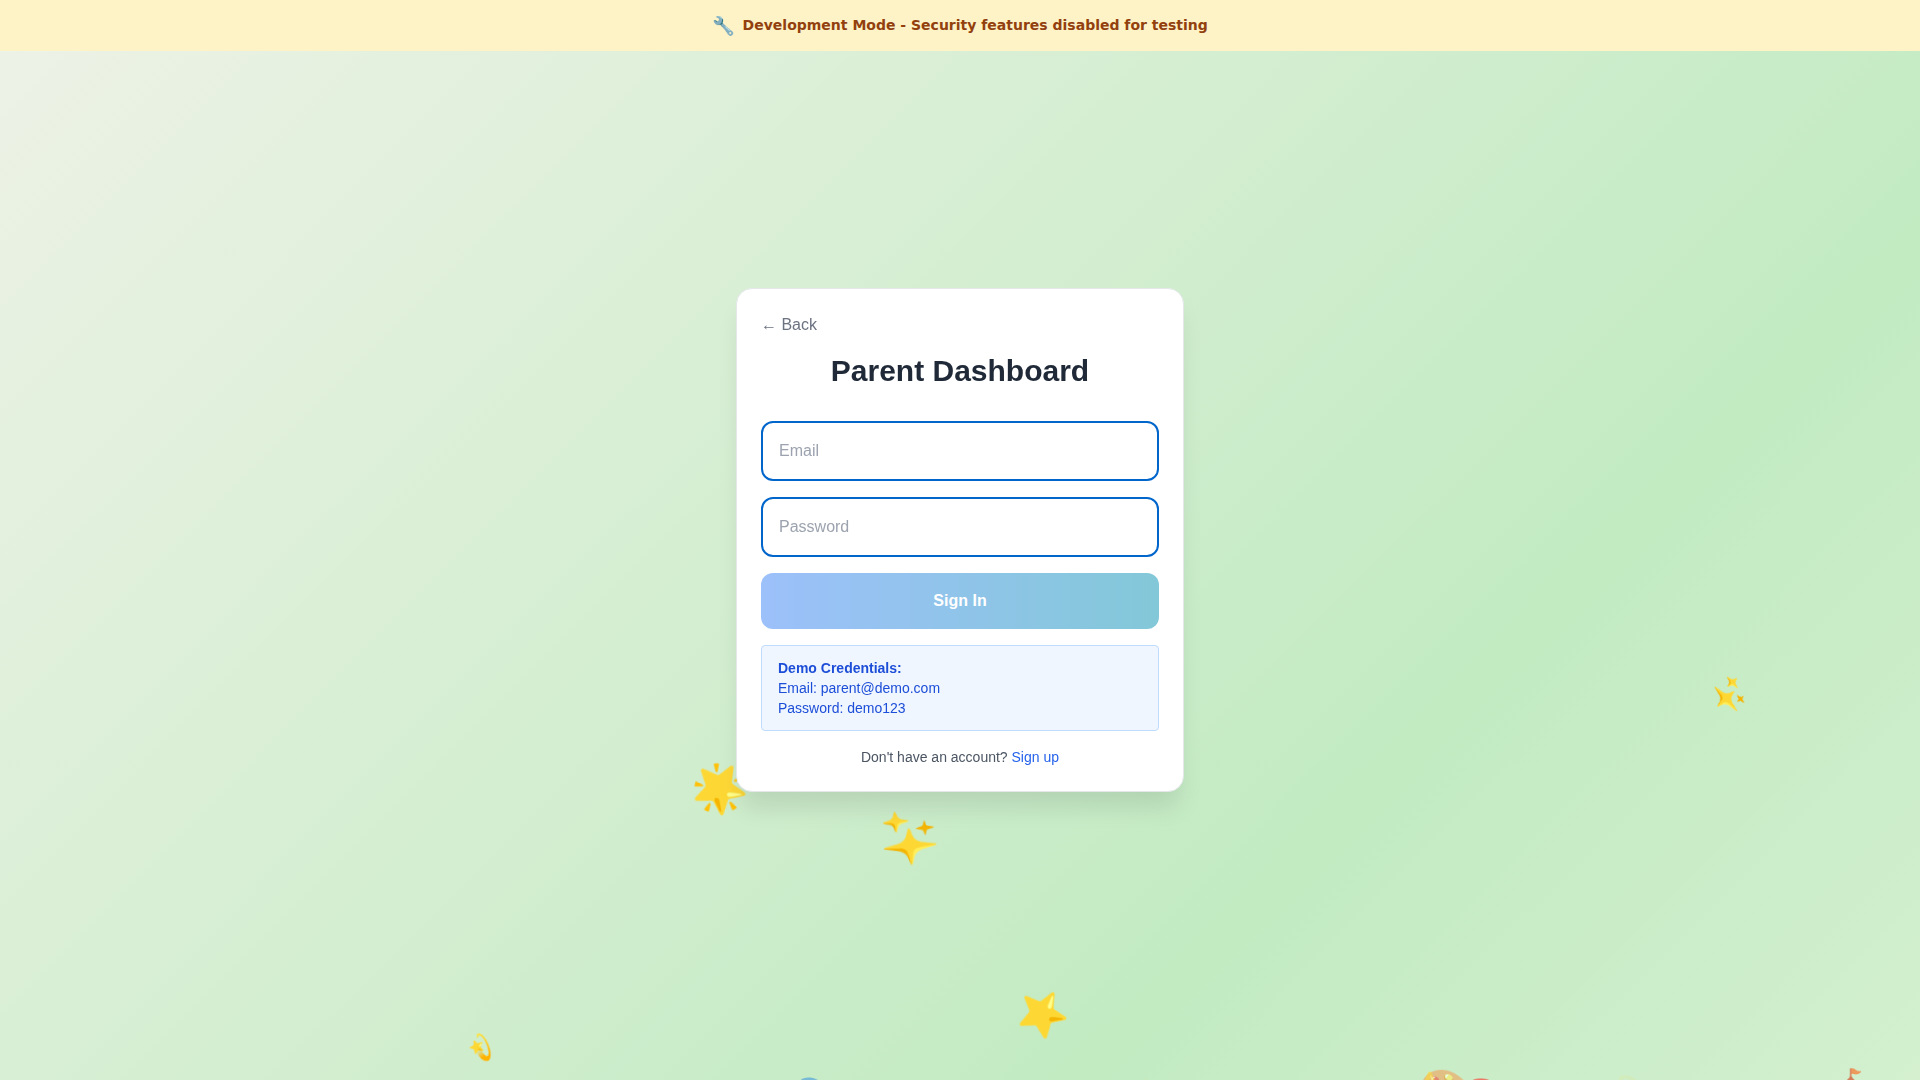 Development Mode - Security features disabled for testing
← Back
Parent Dashboard
Email
Password
Sign In
Demo Credentials:
Email: parent@demo.com
Password: demo123
Don't have an account? Sign up